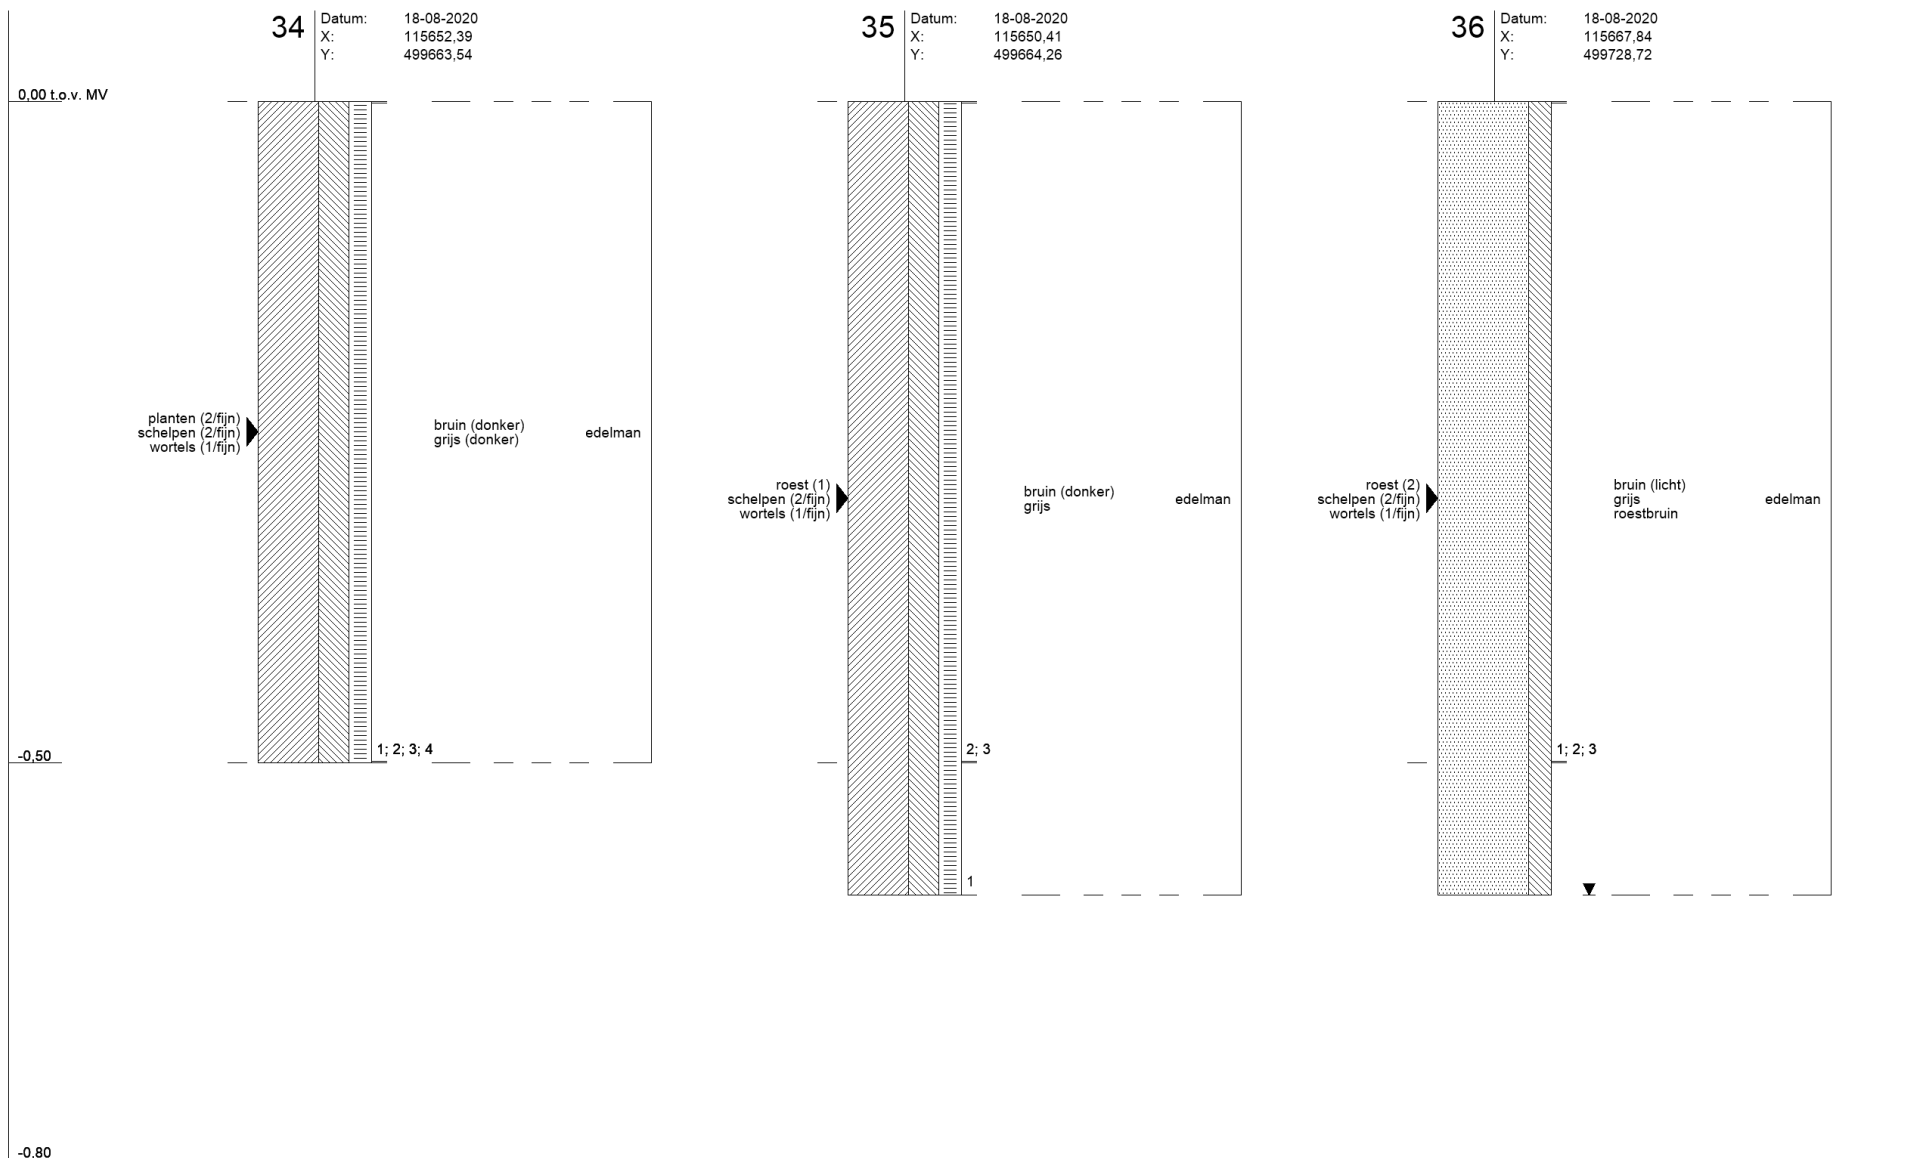 34
Datum: 18-08-2020
X: 115652,39
Y: 499663,54
35
Datum: 18-08-2020
X: 115650,41
Y: 499664,26
36
Datum: 18-08-2020
X: 115667,84
Y: 499728,72
0,00 t.o.v. MV
planten (2/fijn)
schelpen (2/fijn)
wortels (1/fijn)
bruin (donker)
grijs (donker)
edelman
1; 2; 3; 4
roest (1)
schelpen (2/fijn)
wortels (1/fijn)
bruin (donker)
grijs
edelman
2; 3
1
roest (2)
schelpen (2/fijn)
wortels (1/fijn)
bruin (licht)
grijs
roestbruin
edelman
1; 2; 3
-0,50
-0,80